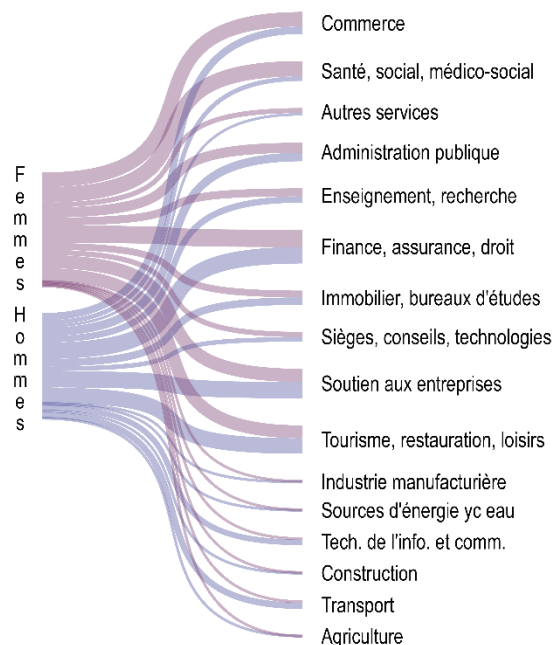 Femmes
Hommes
Commerce
Santé, social, médico-social
Autres services
Administration publique
Enseignement, recherche
Finance, assurance, droit
Immobilier, bureaux d'études
Sièges, conseils, technologies
Soutien aux entreprises
Tourisme, restauration, loisirs
Industrie manufacturière
Sources d'énergie yc eau
Tech. de l'info. et comm.
Construction
Transport
Agriculture